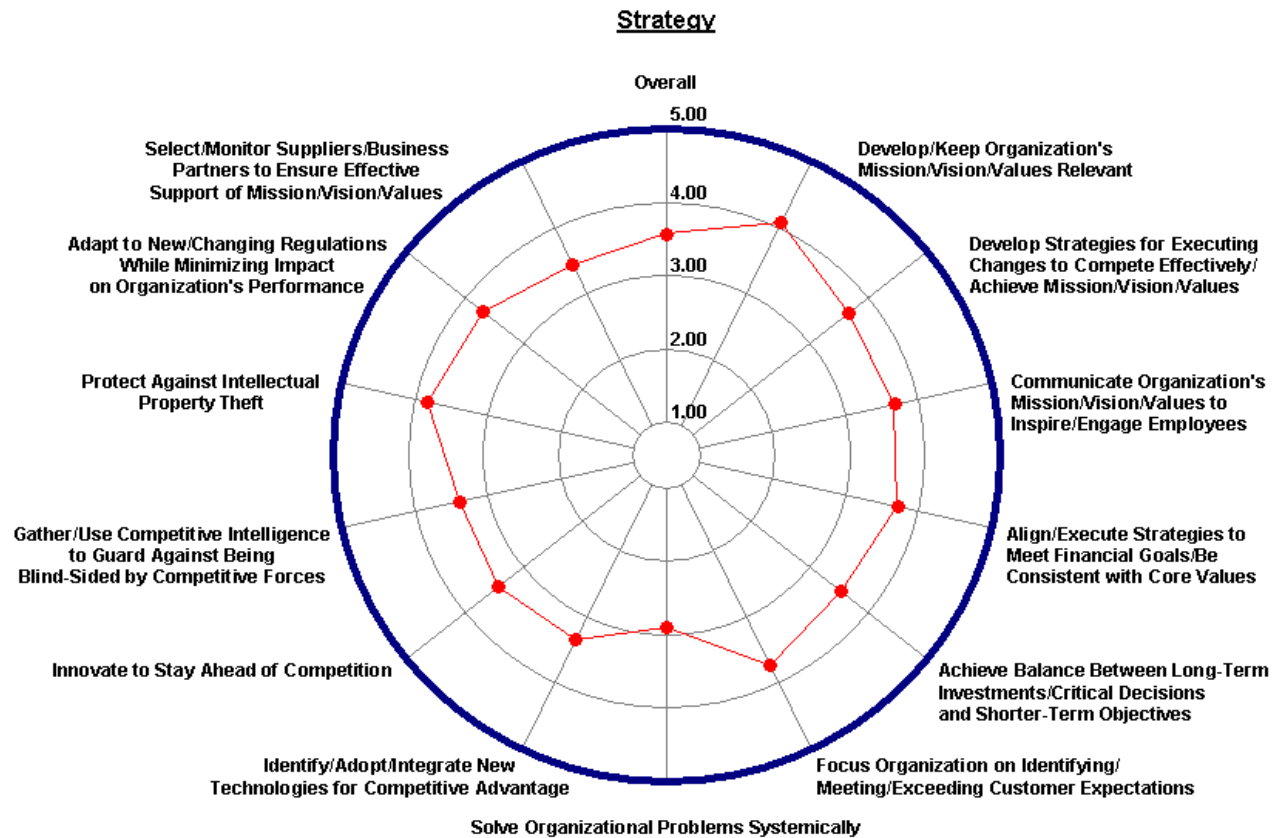 Strategy
Overall
5.00
4.00
3.00
2.00
1.00
Develop/Keep Organization's
Mission/Vision/Values Relevant
Develop Strategies for Executing
Changes to Compete Effectively/
Achieve Mission/Vision/Values
Communicate Organization's
Mission/Vision/Values to
Inspire/Engage Employees
Align/Execute Strategies to
Meet Financial Goals/Be
Consistent with Core Values
Achieve Balance Between Long-Term
Investments/Critical Decisions
and Shorter-Term Objectives
Focus Organization on Identifying/
Meeting/Exceeding Customer Expectations
Solve Organizational Problems Systemically
Identify/Adopt/Integrate New
Technologies for Competitive Advantage
Innovate to Stay Ahead of Competition
Gather/Use Competitive Intelligence
to Guard Against Being
Blind-Sided by Competitive Forces
Protect Against Intellectual
Property Theft
Adapt to New/Changing Regulations
While Minimizing Impact
on Organization's Performance
Select/Monitor Suppliers/Business
Partners to Ensure Effective
Support of Mission/Vision/Values